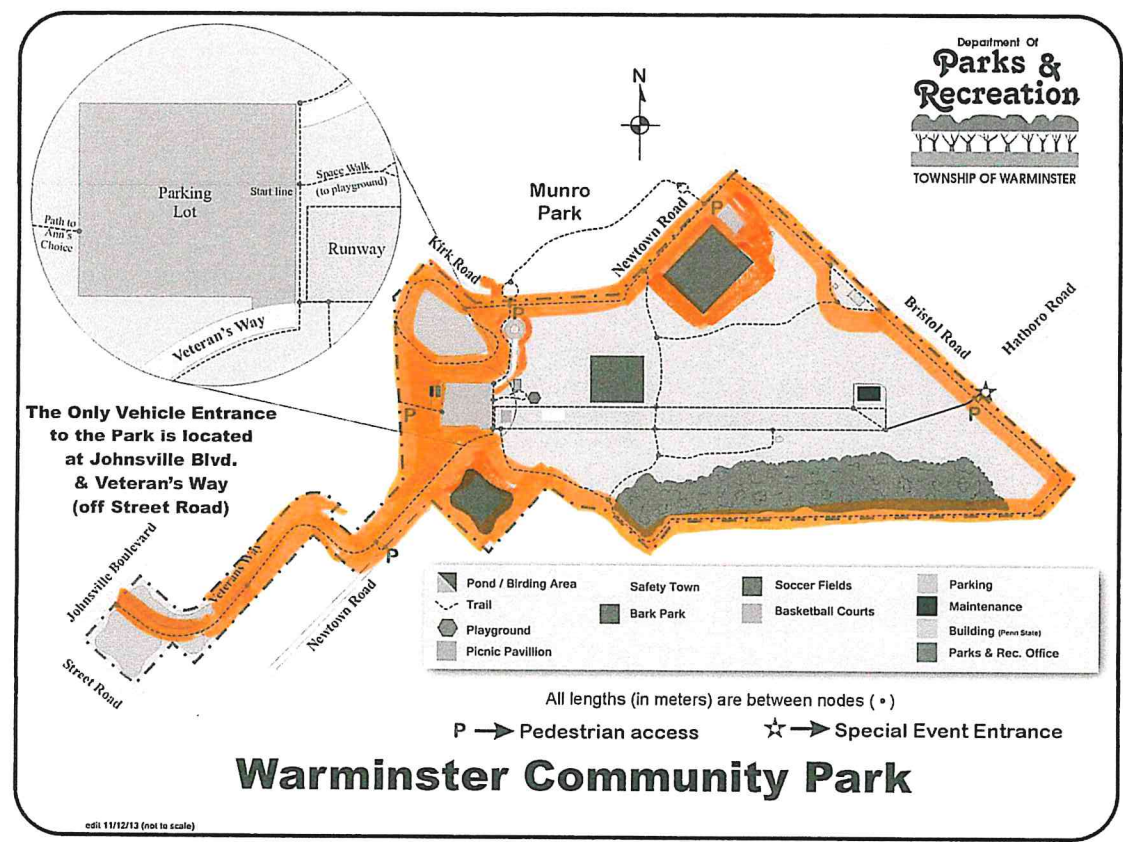 Department Of
Parks &
Recreation
TOWNSHIP OF WARMINSTER
N
Munro
Park
Parking
Lot
Start line
Space Walk
(to playground)
Path to
Ann's
Choice
Runway
Veteran's Way
Kirk Road
Newtown Road
P
P
Bristol Road
Hatboro Road
P
P
The Only Vehicle Entrance
to the Park is located
at Johnsville Blvd.
& Veteran's Way
(off Street Road)
Johnsville Boulevard
Veterans Way
P
Newtown Road
Street Road
Pond / Birding Area
Trail
Playground
Picnic Pavillion
Safety Town
Bark Park
Soccer Fields
Basketball Courts
Parking
Maintenance
Building (Penn State)
Parks & Rec. Office
All lengths (in meters) are between nodes ( • )
P → Pedestrian access
☆ → Special Event Entrance
Warminster Community Park
edit 11/12/13 (not to scale)